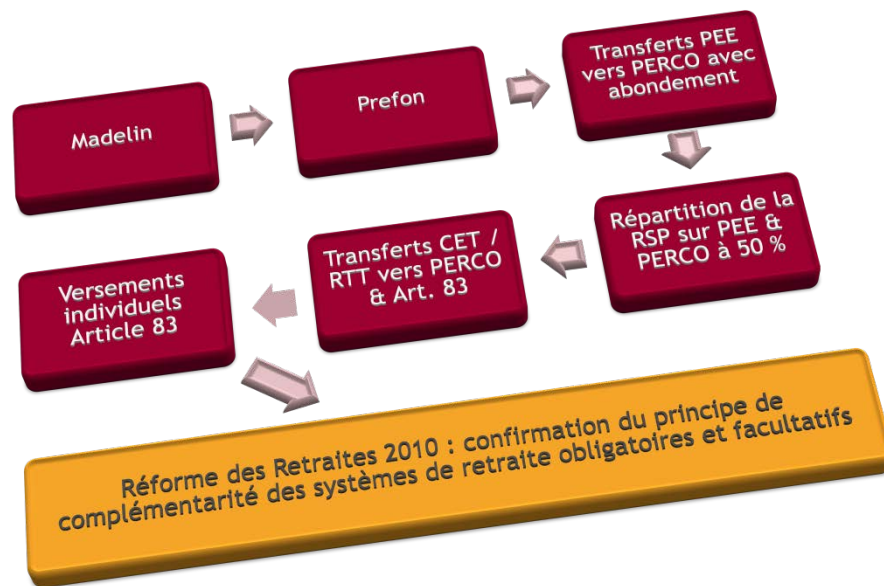 Madelin
Prefon
Transferts PEE
vers PERCO avec
abondement
Répartition de la
RSP sur PEE &
PERCO à 50 %
Transferts CET /
RTT vers PERCO
& Art. 83
Versements
individuels
Article 83
Réforme des Retraites 2010 : confirmation du principe de
complémentarité des systèmes de retraite obligatoires et facultatifs